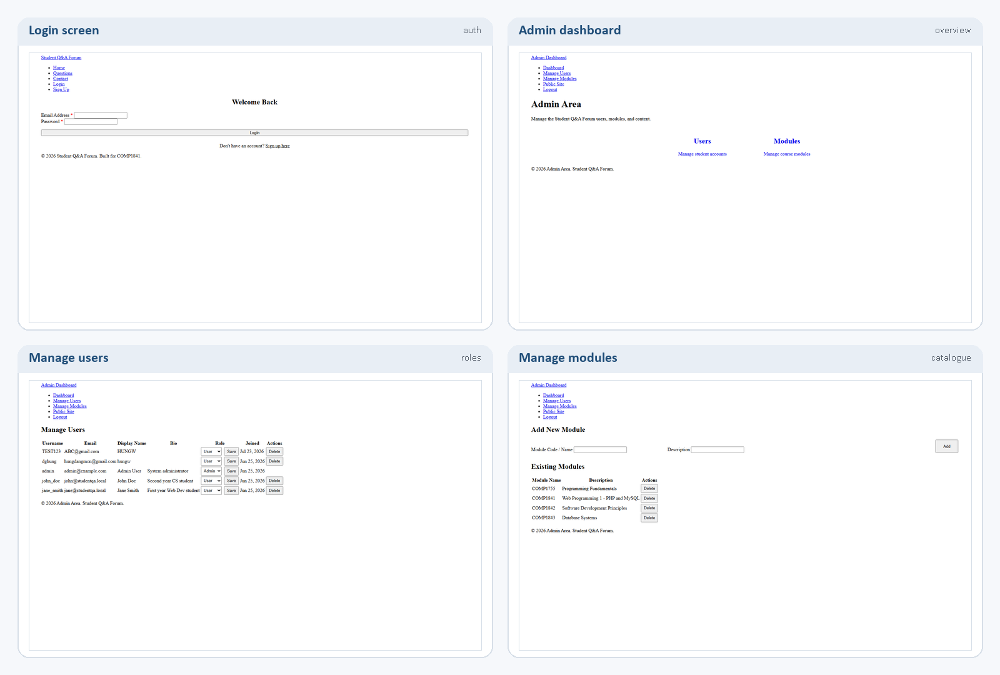 Login screen
auth
Student Q&A Forum
Home
Questions
Contact
Login
Sign Up
Welcome Back
Email Address *
Password *
Login
Don't have an account? Sign up here
© 2026 Student Q&A Forum. Built for COMP1841.
Admin dashboard
overview
Admin Dashboard
Dashboard
Manage Users
Manage Modules
Public Site
Logout
Admin Area
Manage the Student Q&A Forum users, modules, and content.
Users Modules
Manage student accounts Manage course modules
© 2026 Admin Area. Student Q&A Forum.
Manage users
roles
Admin Dashboard
Dashboard
Manage Users
Manage Modules
Public Site
Logout
Manage Users
Username Email Display Name Bio Role Joined Actions
TEST123 ABC@gmail.com HUNGW User Save Jul 23, 2026 Delete
dghung hungdangmcn@gmail.com hungw User Save Jun 25, 2026 Delete
admin admin@example.com Admin User System administrator Admin Save Jun 25, 2026
john_doe john@studentqa.local John Doe Second year CS student User Save Jun 25, 2026 Delete
jane_smith jane@studentqa.local Jane Smith First year Web Dev student User Save Jun 25, 2026 Delete
© 2026 Admin Area. Student Q&A Forum.
Manage modules
catalogue
Admin Dashboard
Dashboard
Manage Users
Manage Modules
Public Site
Logout
Add New Module
Module Code / Name Description Add
Existing Modules
Module Name Description Actions
COMP1755 Programming Fundamentals Delete
COMP1841 Web Programming 1 - PHP and MySQL Delete
COMP1842 Software Development Principles Delete
COMP1843 Database Systems Delete
© 2026 Admin Area. Student Q&A Forum.